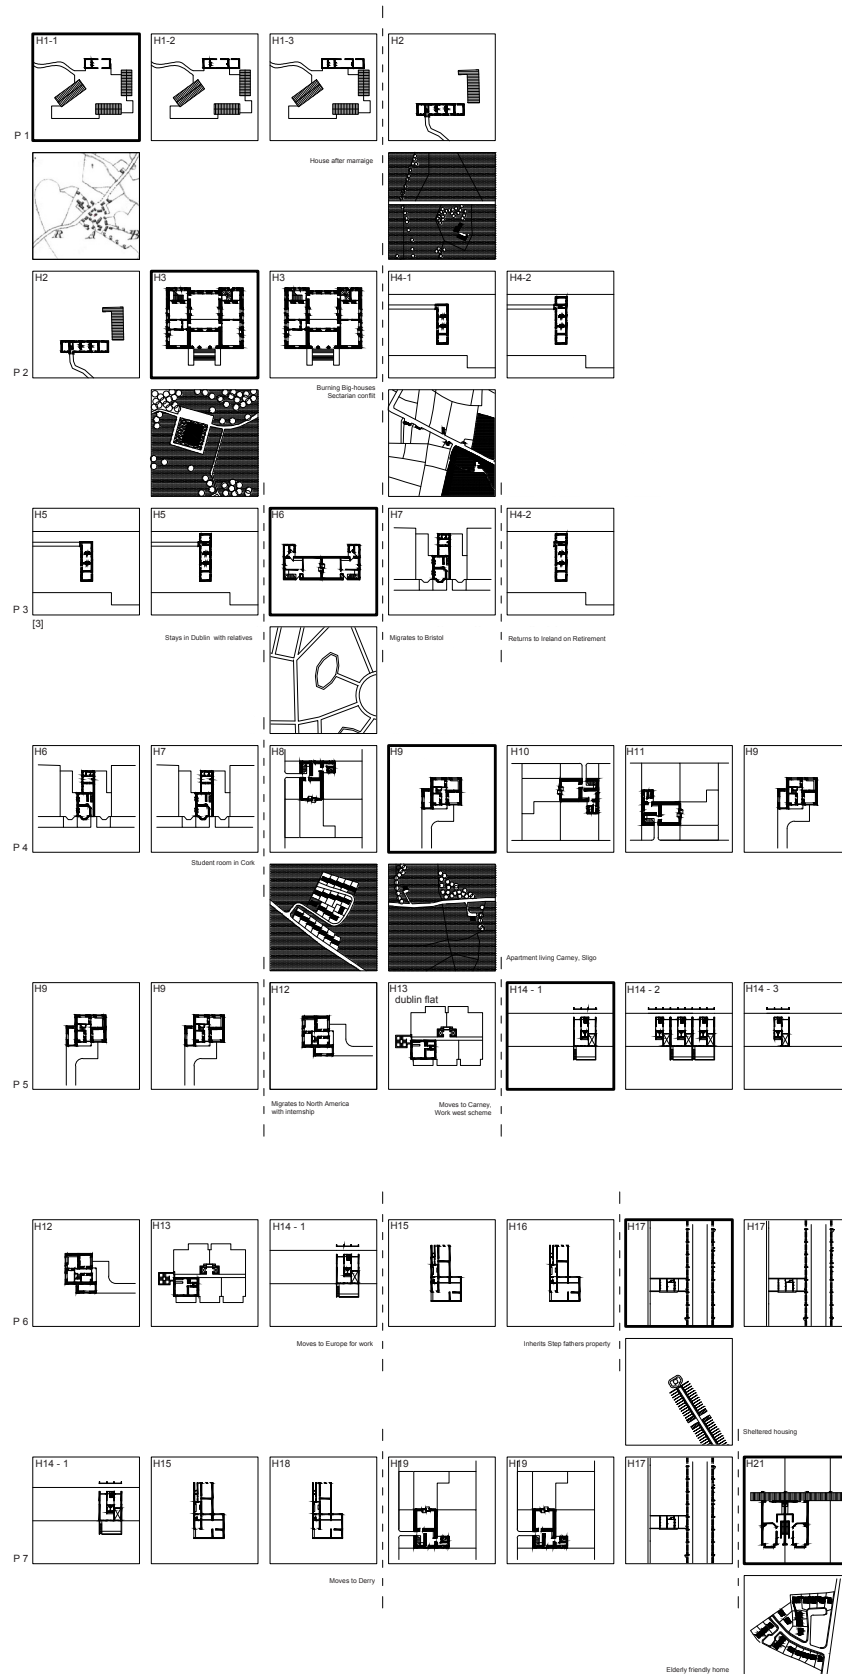 H1-1 H1-2 H1-3 H2
P 1
House after marraige
R A B
H2 H3 H3 H4-1 H4-2
P 2
Burning Big-houses
Sectarian conflit
H5 H5 H6 H7 H4-2
P 3
[3]
Stays in Dublin with relatives
Migrates to Bristol
Returns to Ireland on Retirement
H6 H7 H8 H9 H10 H11 H9
P 4
Student room in Cork
Apartment living Carney, Sligo
H9 H9 H12 H13 H14 - 1 H14 - 2 H14 - 3
dublin flat
P 5
Migrates to North America
with internship
Moves to Carney,
Work west scheme
H12 H13 H14 - 1 H15 H16 H17 H17
P 6
Moves to Europe for work
Inherits Step fathers property
Sheltered housing
H14 - 1 H15 H18 H19 H19 H17 H21
P 7
Moves to Derry
Elderly friendly home